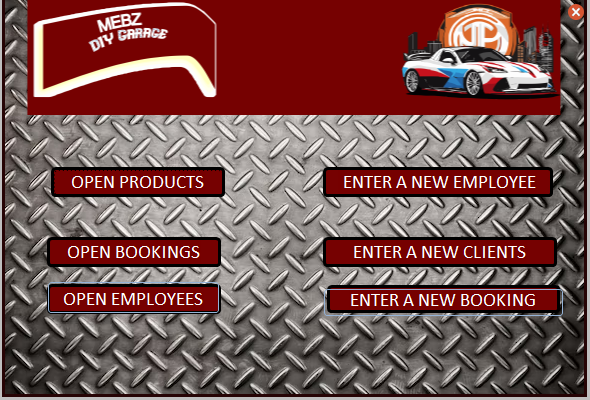 MEBZ
DIY GARAGE
OPEN PRODUCTS
ENTER A NEW EMPLOYEE
OPEN BOOKINGS
ENTER A NEW CLIENTS
OPEN EMPLOYEES
ENTER A NEW BOOKING